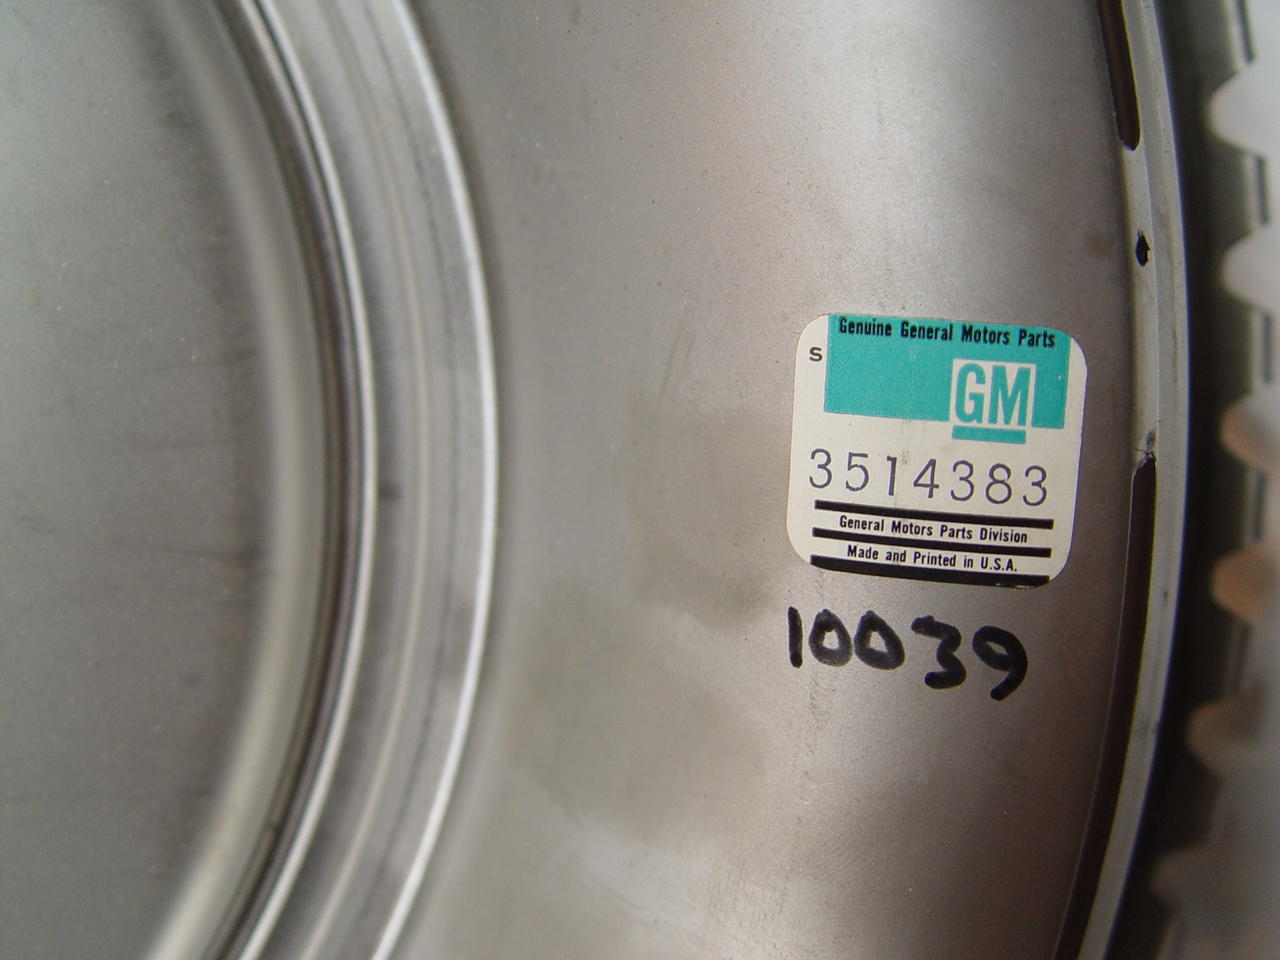 Genuine General Motors Parts
S
GM
3514383
General Motors Parts Division
Made and Printed in U.S.A.
10039